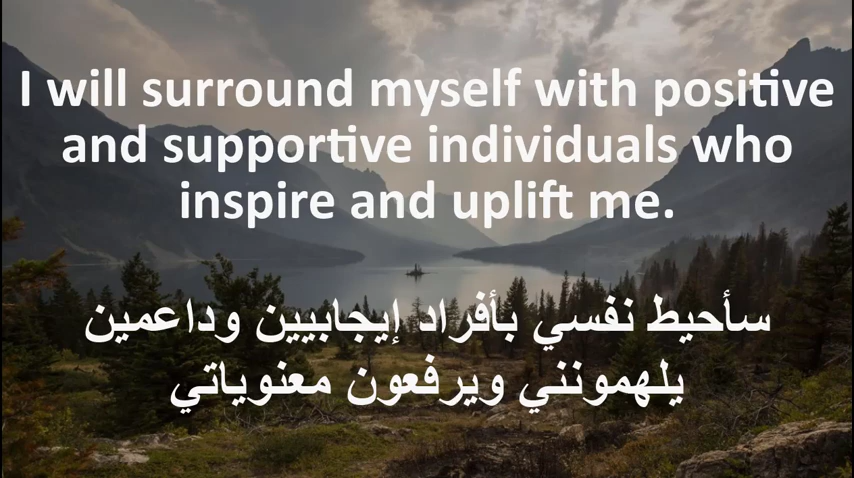 I will surround myself with positive
and supportive individuals who
inspire and uplift me.
سأحيط نفسي بأفراد إيجابيين وداعمين
يلهمونني ويرفعون معنوياتي